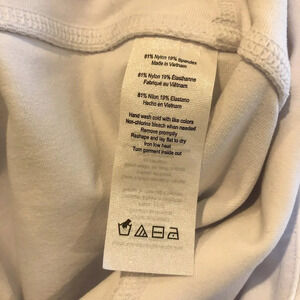 81% Nylon 19% Spandex
Made in Vietnam
81% Nylon 19% Élasthanne
Fabriqué au Viêtnam
81% Nilon 19% Elastano
Hecho en Vietnam
Hand wash cold with like colors
Non-chlorine bleach when needed
Remove promptly
Reshape and lay flat to dry
Iron low heat
Turn garment inside out